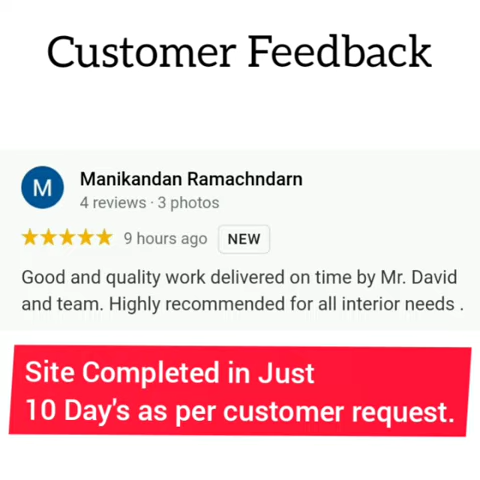 Customer Feedback
M
Manikandan Ramachndarn
4 reviews · 3 photos
★★★★★ 9 hours ago NEW
Good and quality work delivered on time by Mr. David
and team. Highly recommended for all interior needs .
Site Completed in Just
10 Day's as per customer request.